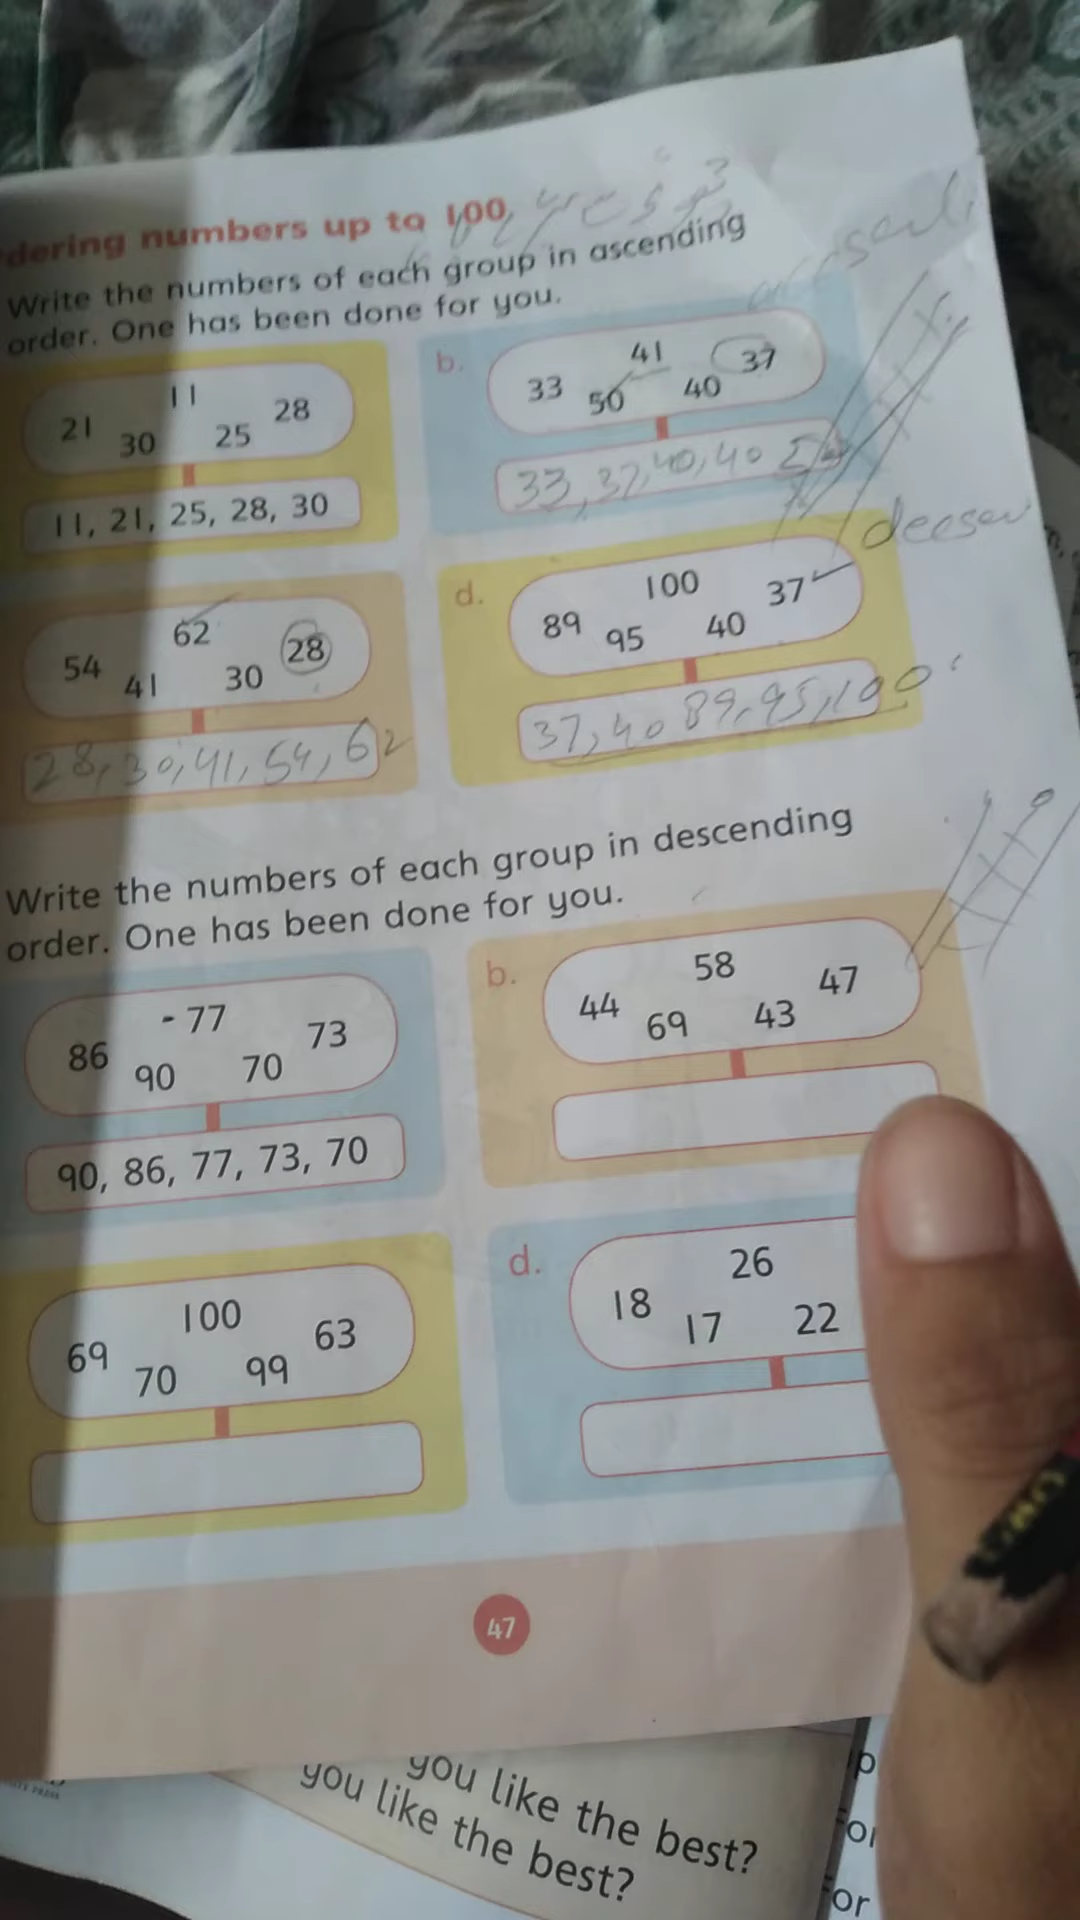 dering numbers up to 100
Write the numbers of each group in ascending
order. One has been done for you.
21 11 30 25 28
11, 21, 25, 28, 30
b.
33 41 50 40 37
33, 37, 40, 40
54 62 41 30 28
28, 30, 41, 54, 62
d.
89 100 95 40 37
37, 40 89, 95, 100
Write the numbers of each group in descending
order. One has been done for you.
86 - 77 90 70 73
90, 86, 77, 73, 70
b.
44 58 69 43 47
69 100 70 99 63
d.
18 26 17 22
47
you like the best?
you like the best?